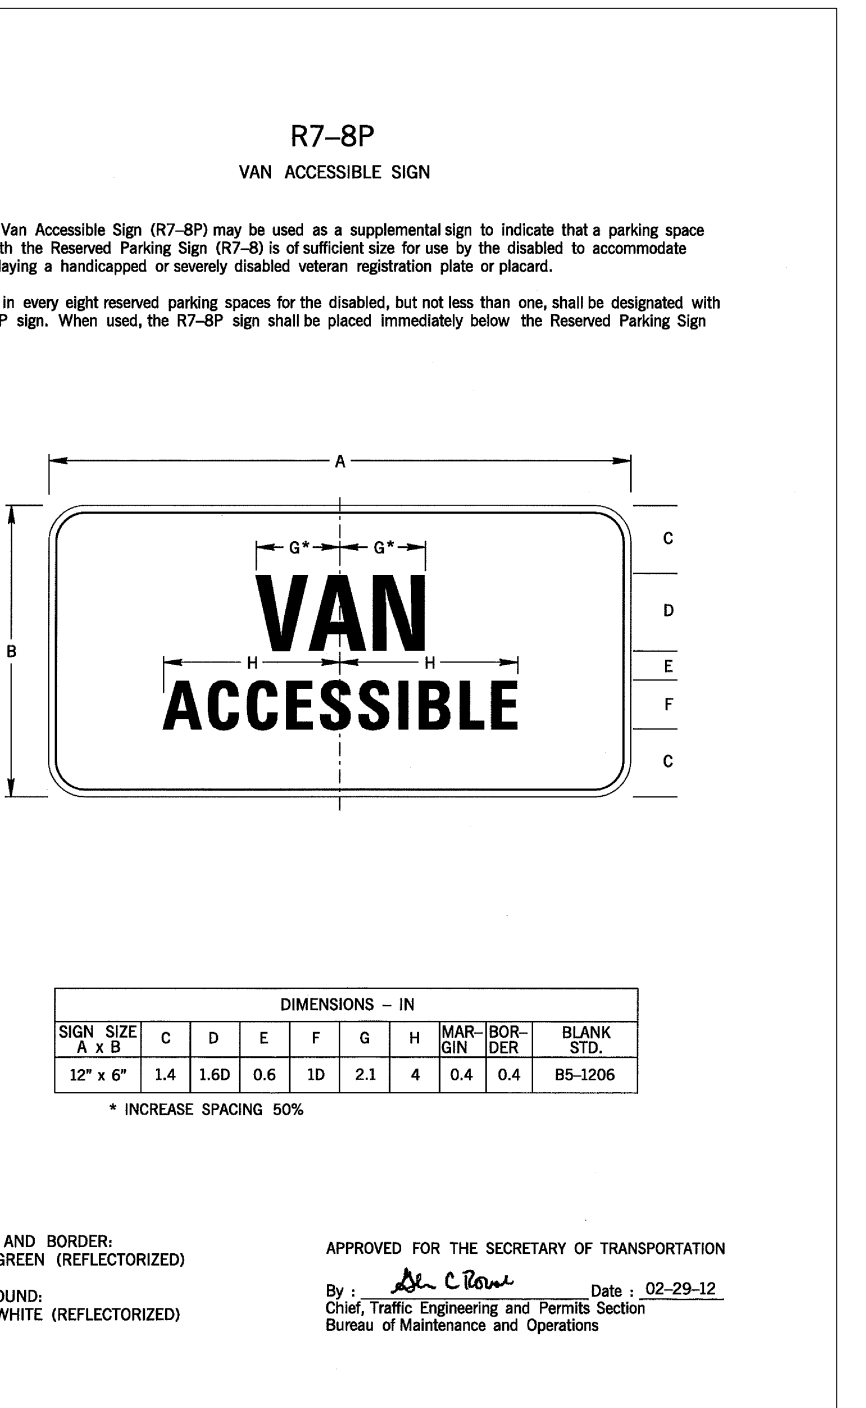 R7–8P
VAN ACCESSIBLE SIGN
Van Accessible Sign (R7–8P) may be used as a supplemental sign to indicate that a parking space
th the Reserved Parking Sign (R7–8) is of sufficient size for use by the disabled to accommodate
laying a handicapped or severely disabled veteran registration plate or placard.
in every eight reserved parking spaces for the disabled, but not less than one, shall be designated with
P sign. When used, the R7–8P sign shall be placed immediately below the Reserved Parking Sign
A
C
G* G*
VAN
D
B
H H
E
ACCESSIBLE
F
C
DIMENSIONS – IN
SIGN SIZE A x B C D E F G H MAR– GIN BOR– DER BLANK STD.
12" x 6" 1.4 1.6D 0.6 1D 2.1 4 0.4 0.4 B5–1206
* INCREASE SPACING 50%
AND BORDER:
GREEN (REFLECTORIZED)
OUND:
WHITE (REFLECTORIZED)
APPROVED FOR THE SECRETARY OF TRANSPORTATION
By : Date : 02–29–12
Chief, Traffic Engineering and Permits Section
Bureau of Maintenance and Operations